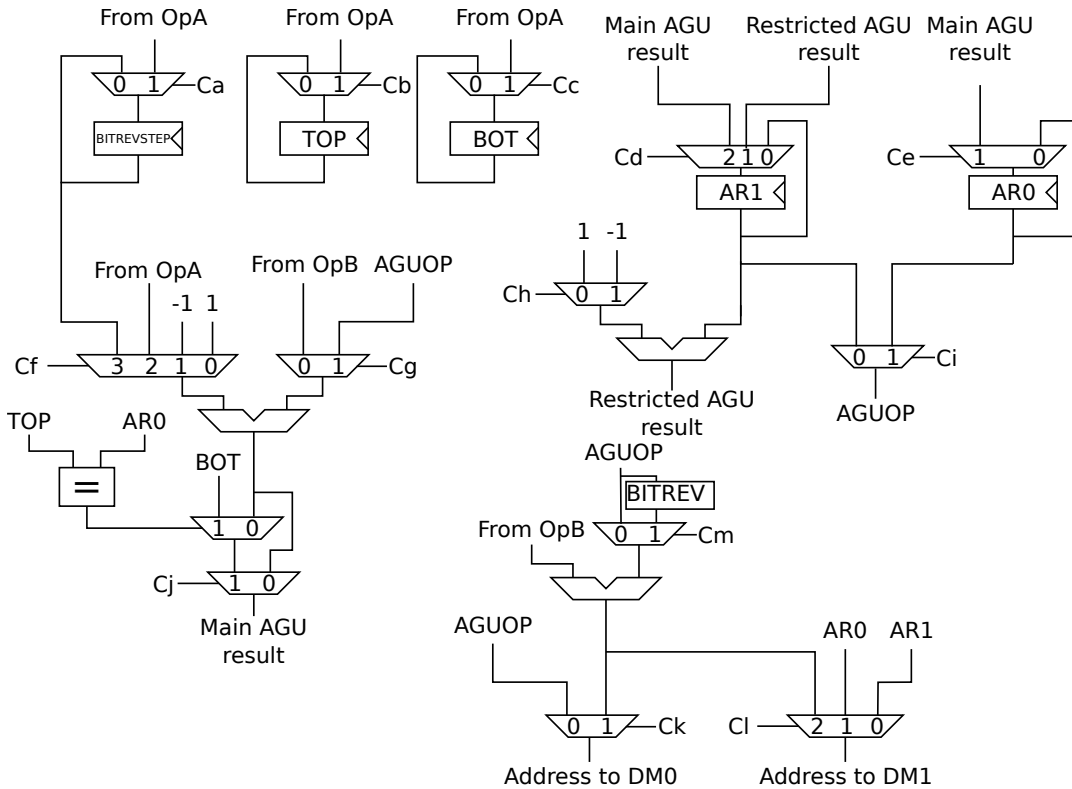 From OpA
From OpA
From OpA
Main AGU
result
Restricted AGU
result
Main AGU
result
0 1
Ca
0 1
Cb
0 1
Cc
BITREVSTEP
TOP
BOT
Cd
2 1 0
Ce
1 0
AR1
AR0
1 -1
From OpA
From OpB
AGUOP
-1 1
Ch
0 1
Cf
3 2 1 0
0 1
Cg
0 1
Ci
Restricted AGU
result
AGUOP
TOP
AR0
BOT
=
AGUOP
BITREV
1 0
From OpB
0 1
Cm
Cj
1 0
Main AGU
result
AGUOP
AR0
AR1
0 1
Ck
Cl
2 1 0
Address to DM0
Address to DM1